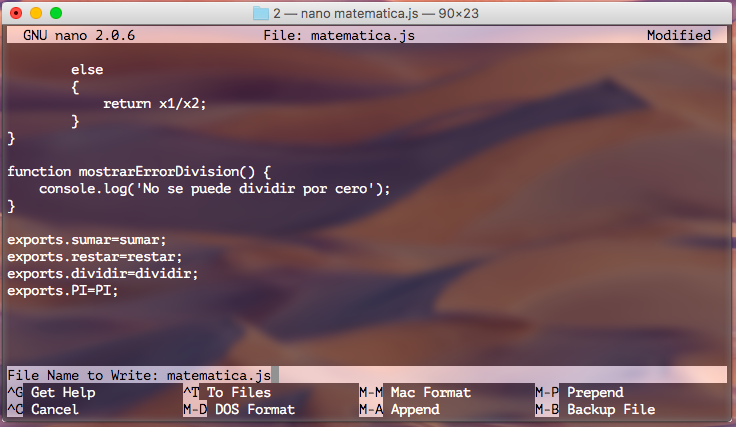 2 — nano matematica.js — 90×23
GNU nano 2.0.6 File: matematica.js Modified
else
{
return x1/x2;
}
}
function mostrarErrorDivision() {
console.log('No se puede dividir por cero');
}
exports.sumar=sumar;
exports.restar=restar;
exports.dividir=dividir;
exports.PI=PI;
File Name to Write: matematica.js
^G Get Help ^T To Files M-M Mac Format M-P Prepend
^C Cancel M-D DOS Format M-A Append M-B Backup File